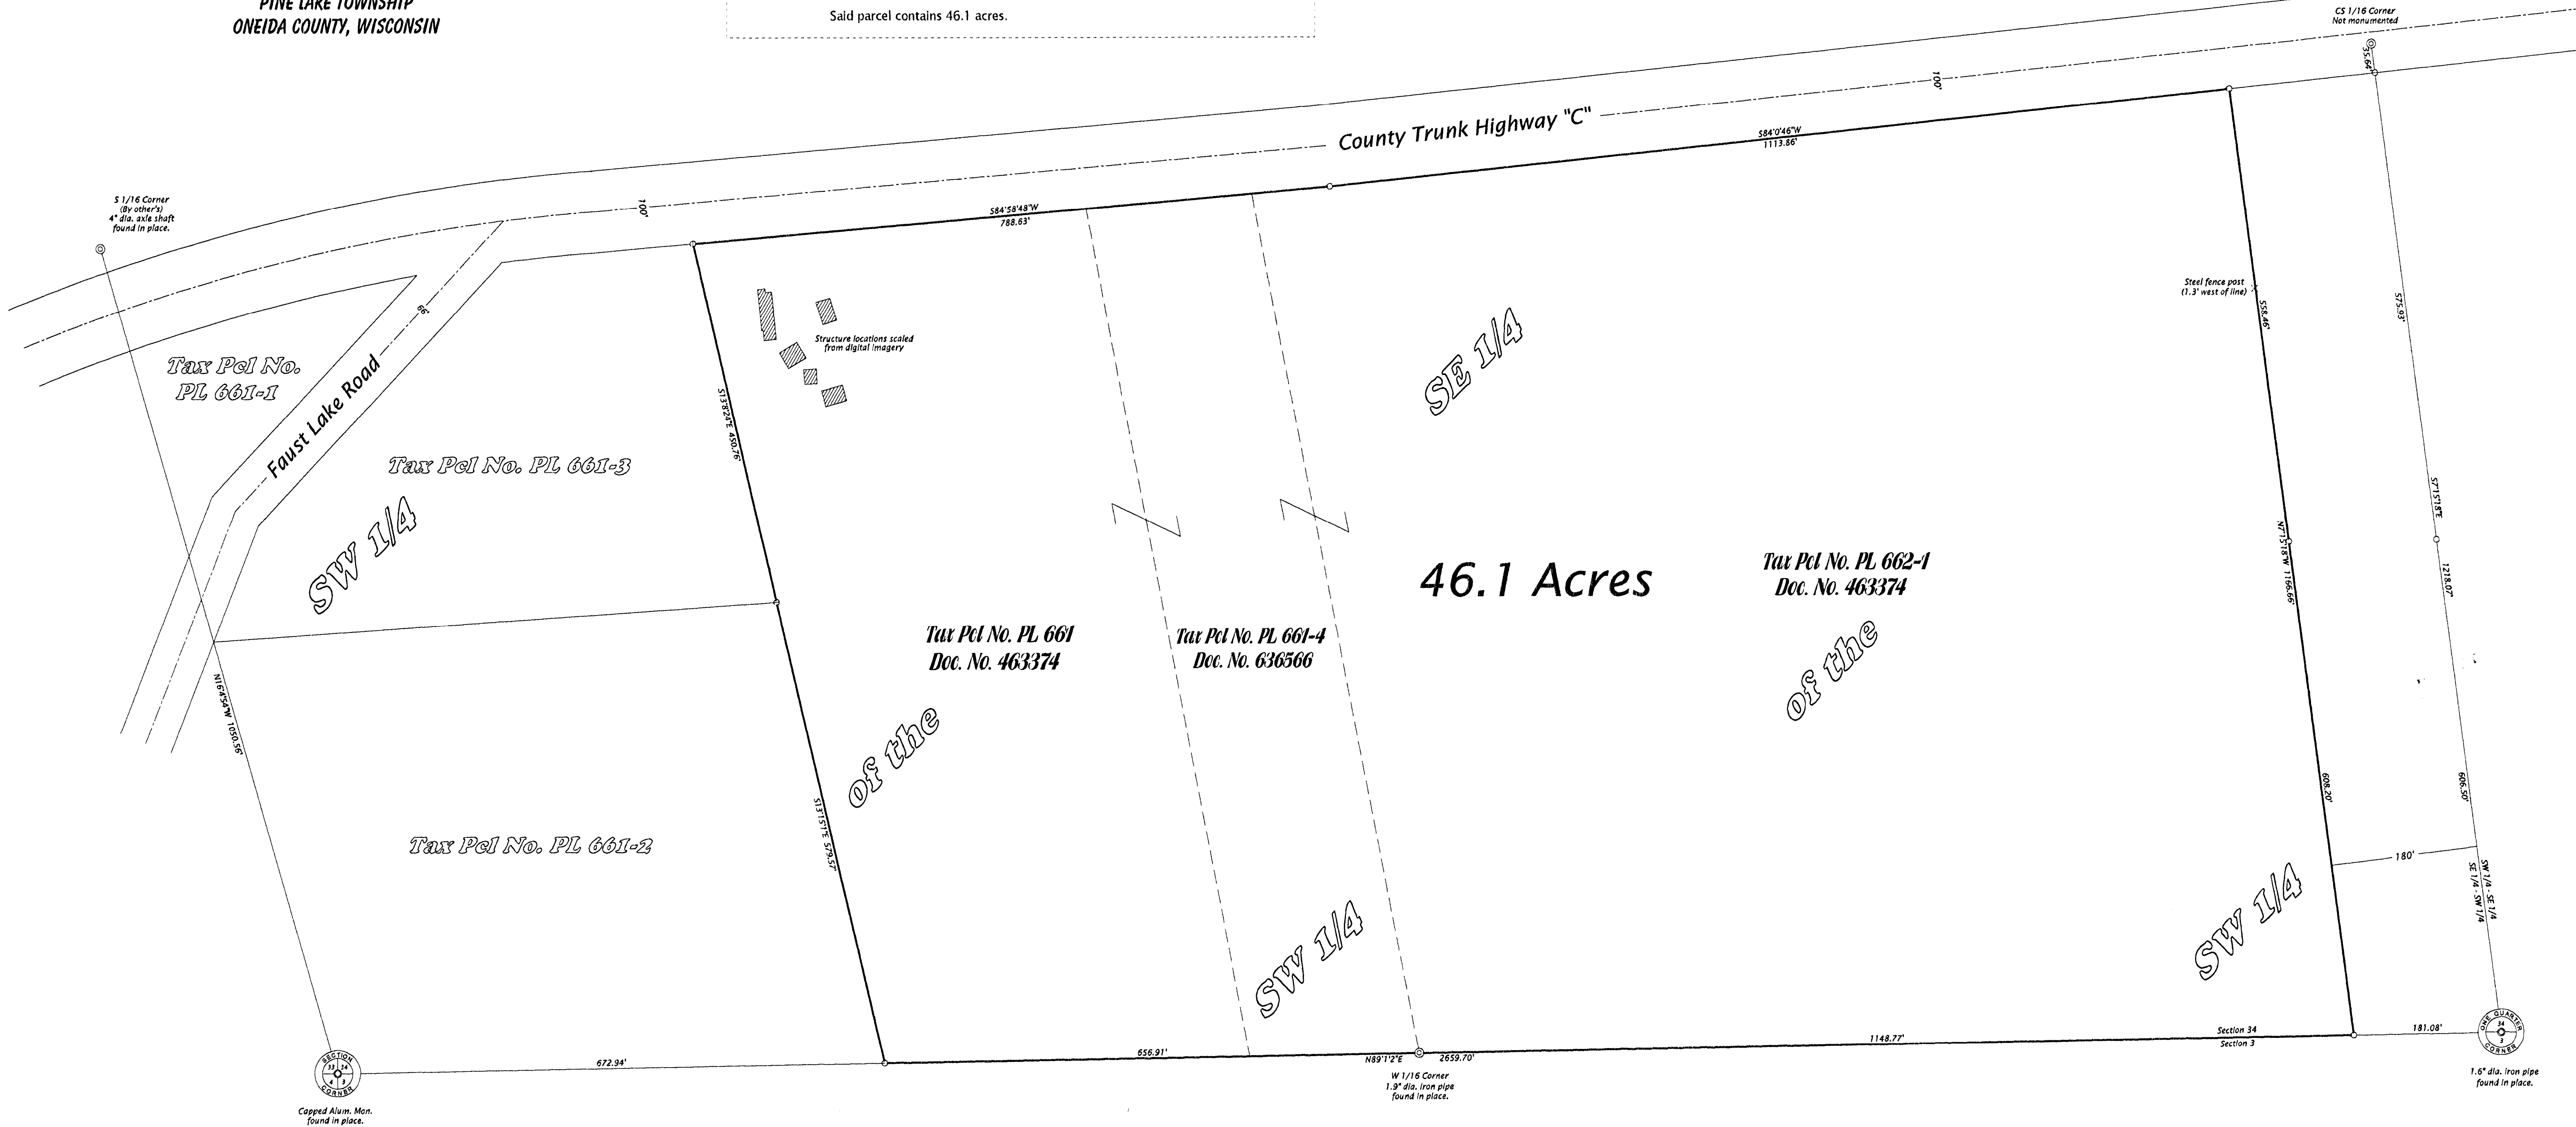 PINE LAKE TOWNSHIP
ONEIDA COUNTY, WISCONSIN
Said parcel contains 46.1 acres.
CS 1/16 Corner
Not monumented
35.64'
100'
County Trunk Highway "C"
S84°0'46"W
1113.86'
S 1/16 Corner
(By other's)
4" dia. axle shaft
found in place.
100'
S84°58'48"W
788.63'
Steel fence post
(1.3' west of line)
558.46'
575.93'
66'
Structure locations scaled
from digital imagery
Tax Pcl No.
PL 661-1
Faust Lake Road
S13°8'24"E 450.76'
SE 1/4
Tax Pcl No. PL 661-3
SW 1/4
S7°15'18"E
1218.07'
N7°15'18"W 1166.66'
46.1 Acres
Tax Pcl No. PL 662-1
Doc. No. 463374
Tax Pcl No. PL 661
Doc. No. 463374
Tax Pcl No. PL 661-4
Doc. No. 636566
of the
of the
N16°4'54"W 1050.56'
S13°15'1"E 579.57'
Tax Pcl No. PL 661-2
608.20'
606.50'
180'
SW 1/4 - SE 1/4
SE 1/4 - SW 1/4
SW 1/4
SW 1/4
672.94'
656.91'
N89°1'2"E
2659.70'
1148.77'
Section 34
Section 3
181.08'
SECTION
33 34
4 3
CORNER
Capped Alum. Mon.
found in place.
W 1/16 Corner
1.9" dia. iron pipe
found in place.
ONE QUARTER
34
3
CORNER
1.6" dia. iron pipe
found in place.